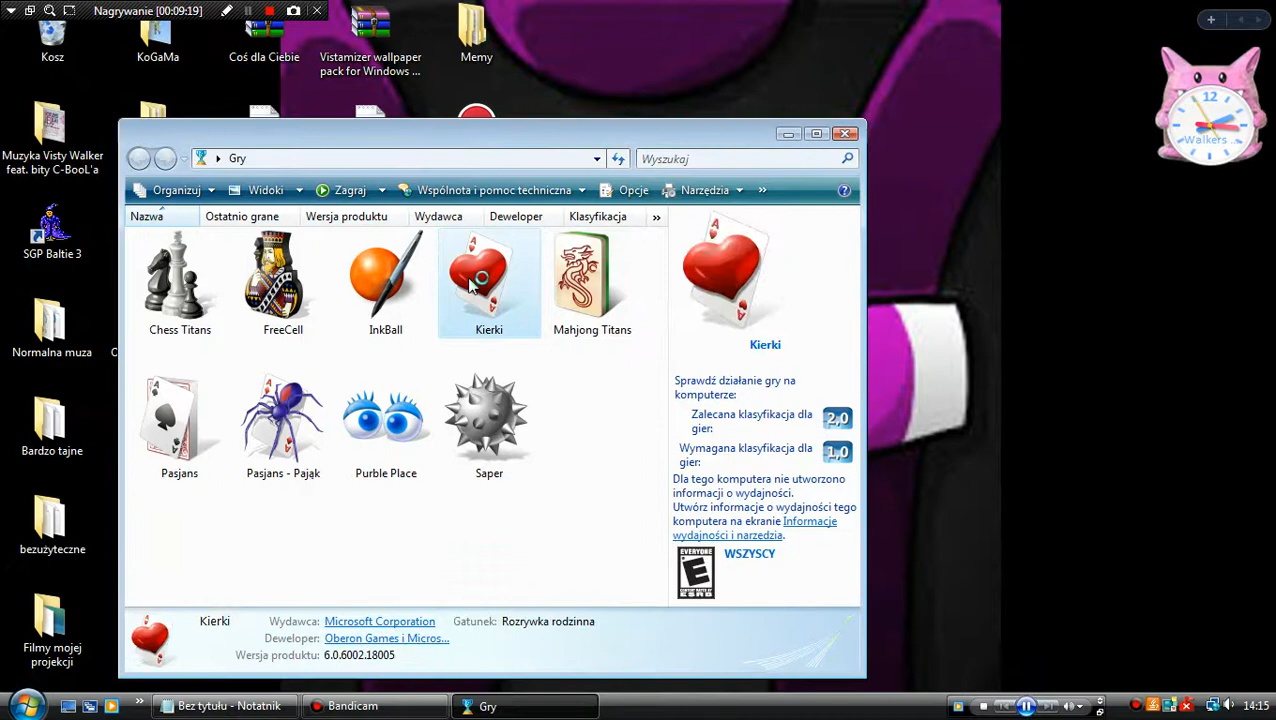 Nagrywanie [00:09:19]
Kosz
KoGaMa
Coś dla Ciebie
Vistamizer wallpaper
pack for Windows ...
Memy
12
Walkers ...
Muzyka Visty Walker
feat. bity C-BooL'a
SGP Baltie 3
Normalna muza
Bardzo tajne
bezużyteczne
Filmy mojej
projekcji
Gry
Wyszukaj
Organizuj
Widoki
Zagraj
Wspólnota i pomoc techniczna
Opcje
Narzędzia
»
Nazwa
Ostatnio grane
Wersja produktu
Wydawca
Deweloper
Klasyfikacja
»
Chess Titans
FreeCell
InkBall
Kierki
Mahjong Titans
Pasjans
Pasjans - Pająk
Purble Place
Saper
Kierki
Sprawdź działanie gry na
komputerze:
Zalecana klasyfikacja dla
gier:
2,0
Wymagana klasyfikacja dla
gier:
1,0
Dla tego komputera nie utworzono
informacji o wydajności.
Utwórz informacje o wydajności tego
komputera na ekranie Informacje
wydajności i narzedzia.
EVERYONE
E
ESRB
WSZYSCY
Kierki
Wydawca: Microsoft Corporation
Gatunek: Rozrywka rodzinna
Deweloper: Oberon Games i Micros...
Wersja produktu: 6.0.6002.18005
»
Bez tytułu - Notatnik
Bandicam
Gry
14:15